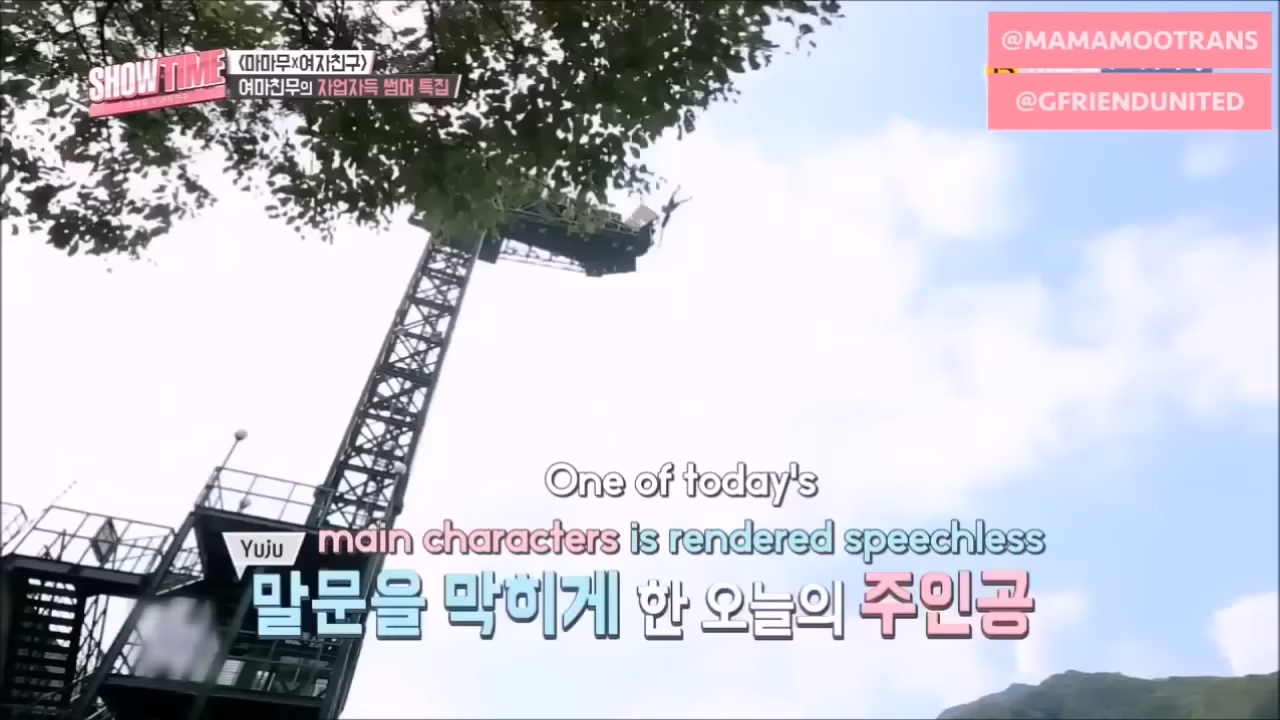 SHOWTIME
<마마무x여자친구>
여마친무의 자업자득 썸머 특집
@MAMAMOOTRANS
@GFRIENDUNITED
One of today's
main characters is rendered speechless
Yuju
말문을 막히게 한 오늘의 주인공